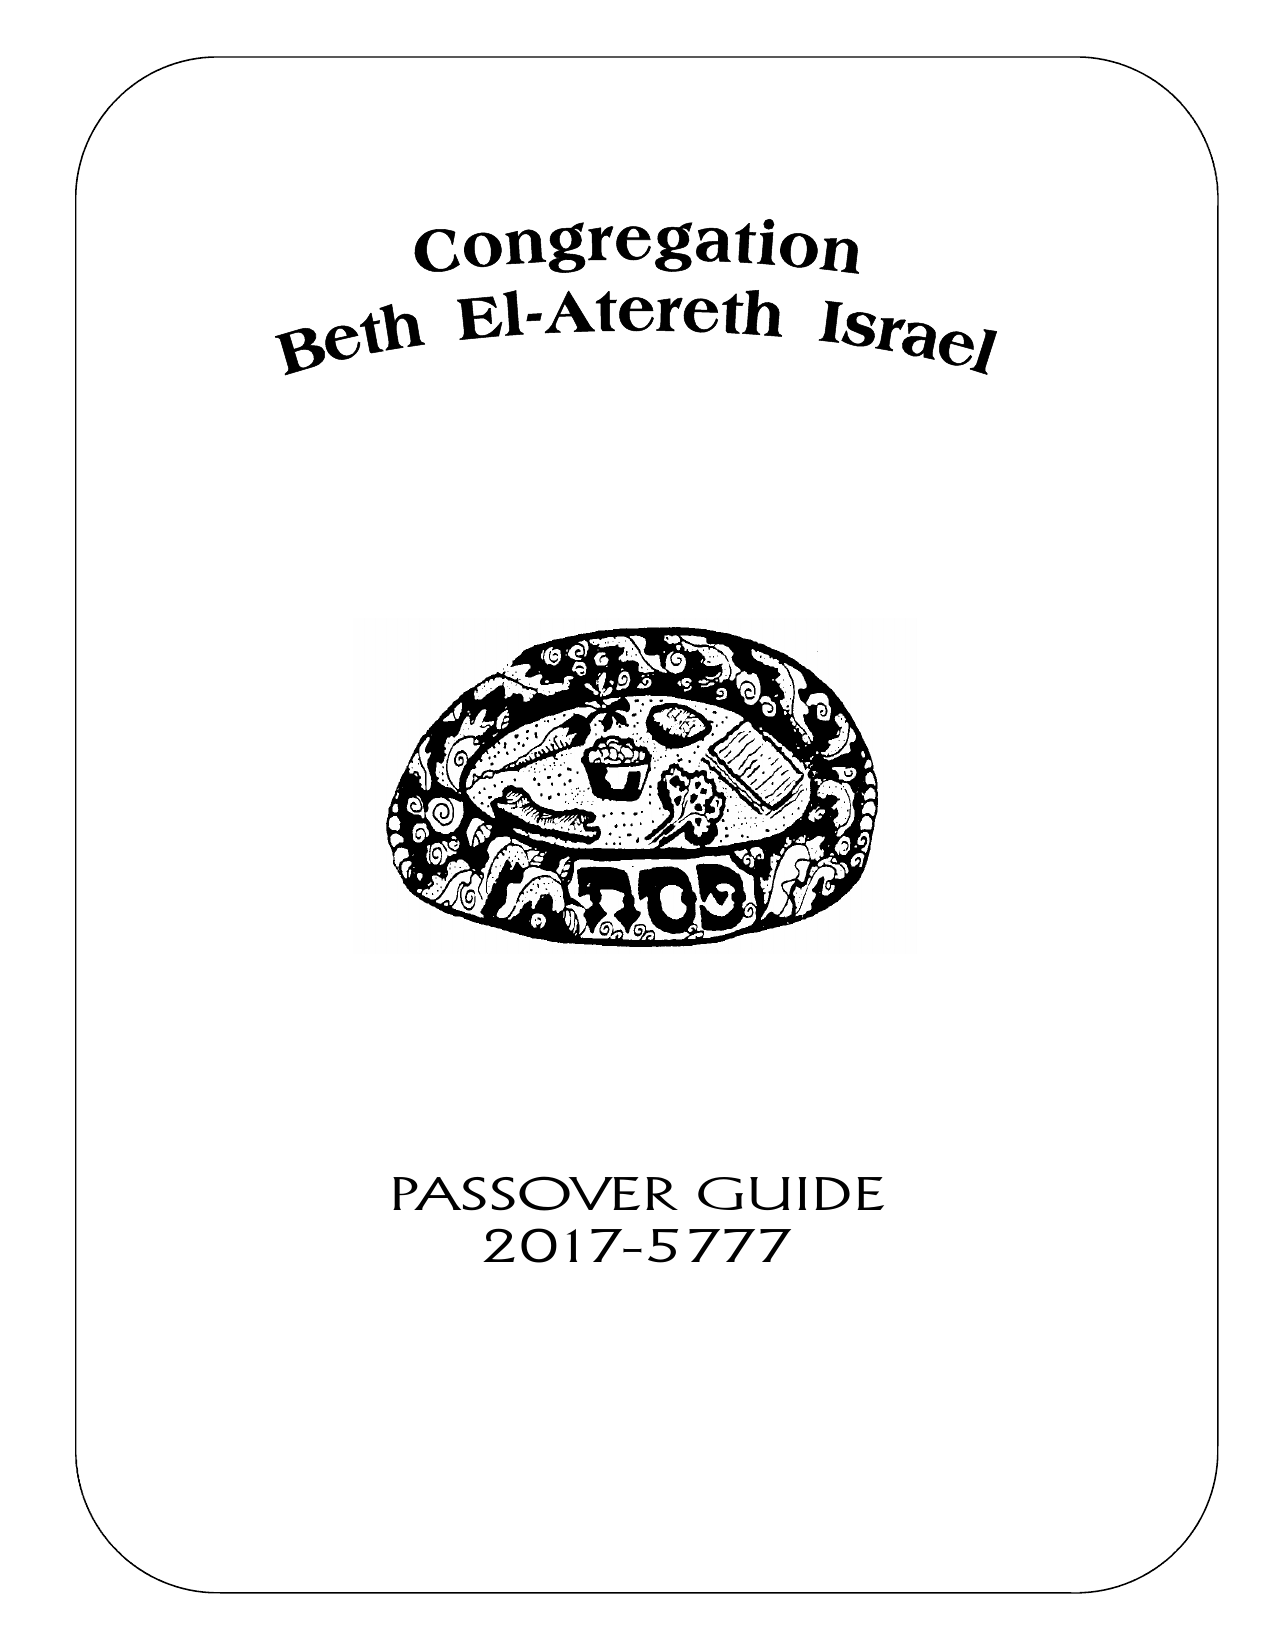 Congregation
Beth El-Atereth Israel
פסח
PASSOVER GUIDE
2017-5777